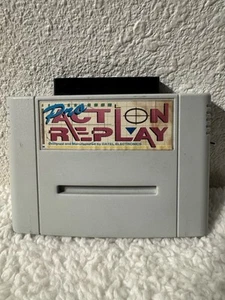 Pro
ACTION
REPLAY
Designed and Manufactured by DATEL ELECTRONICS